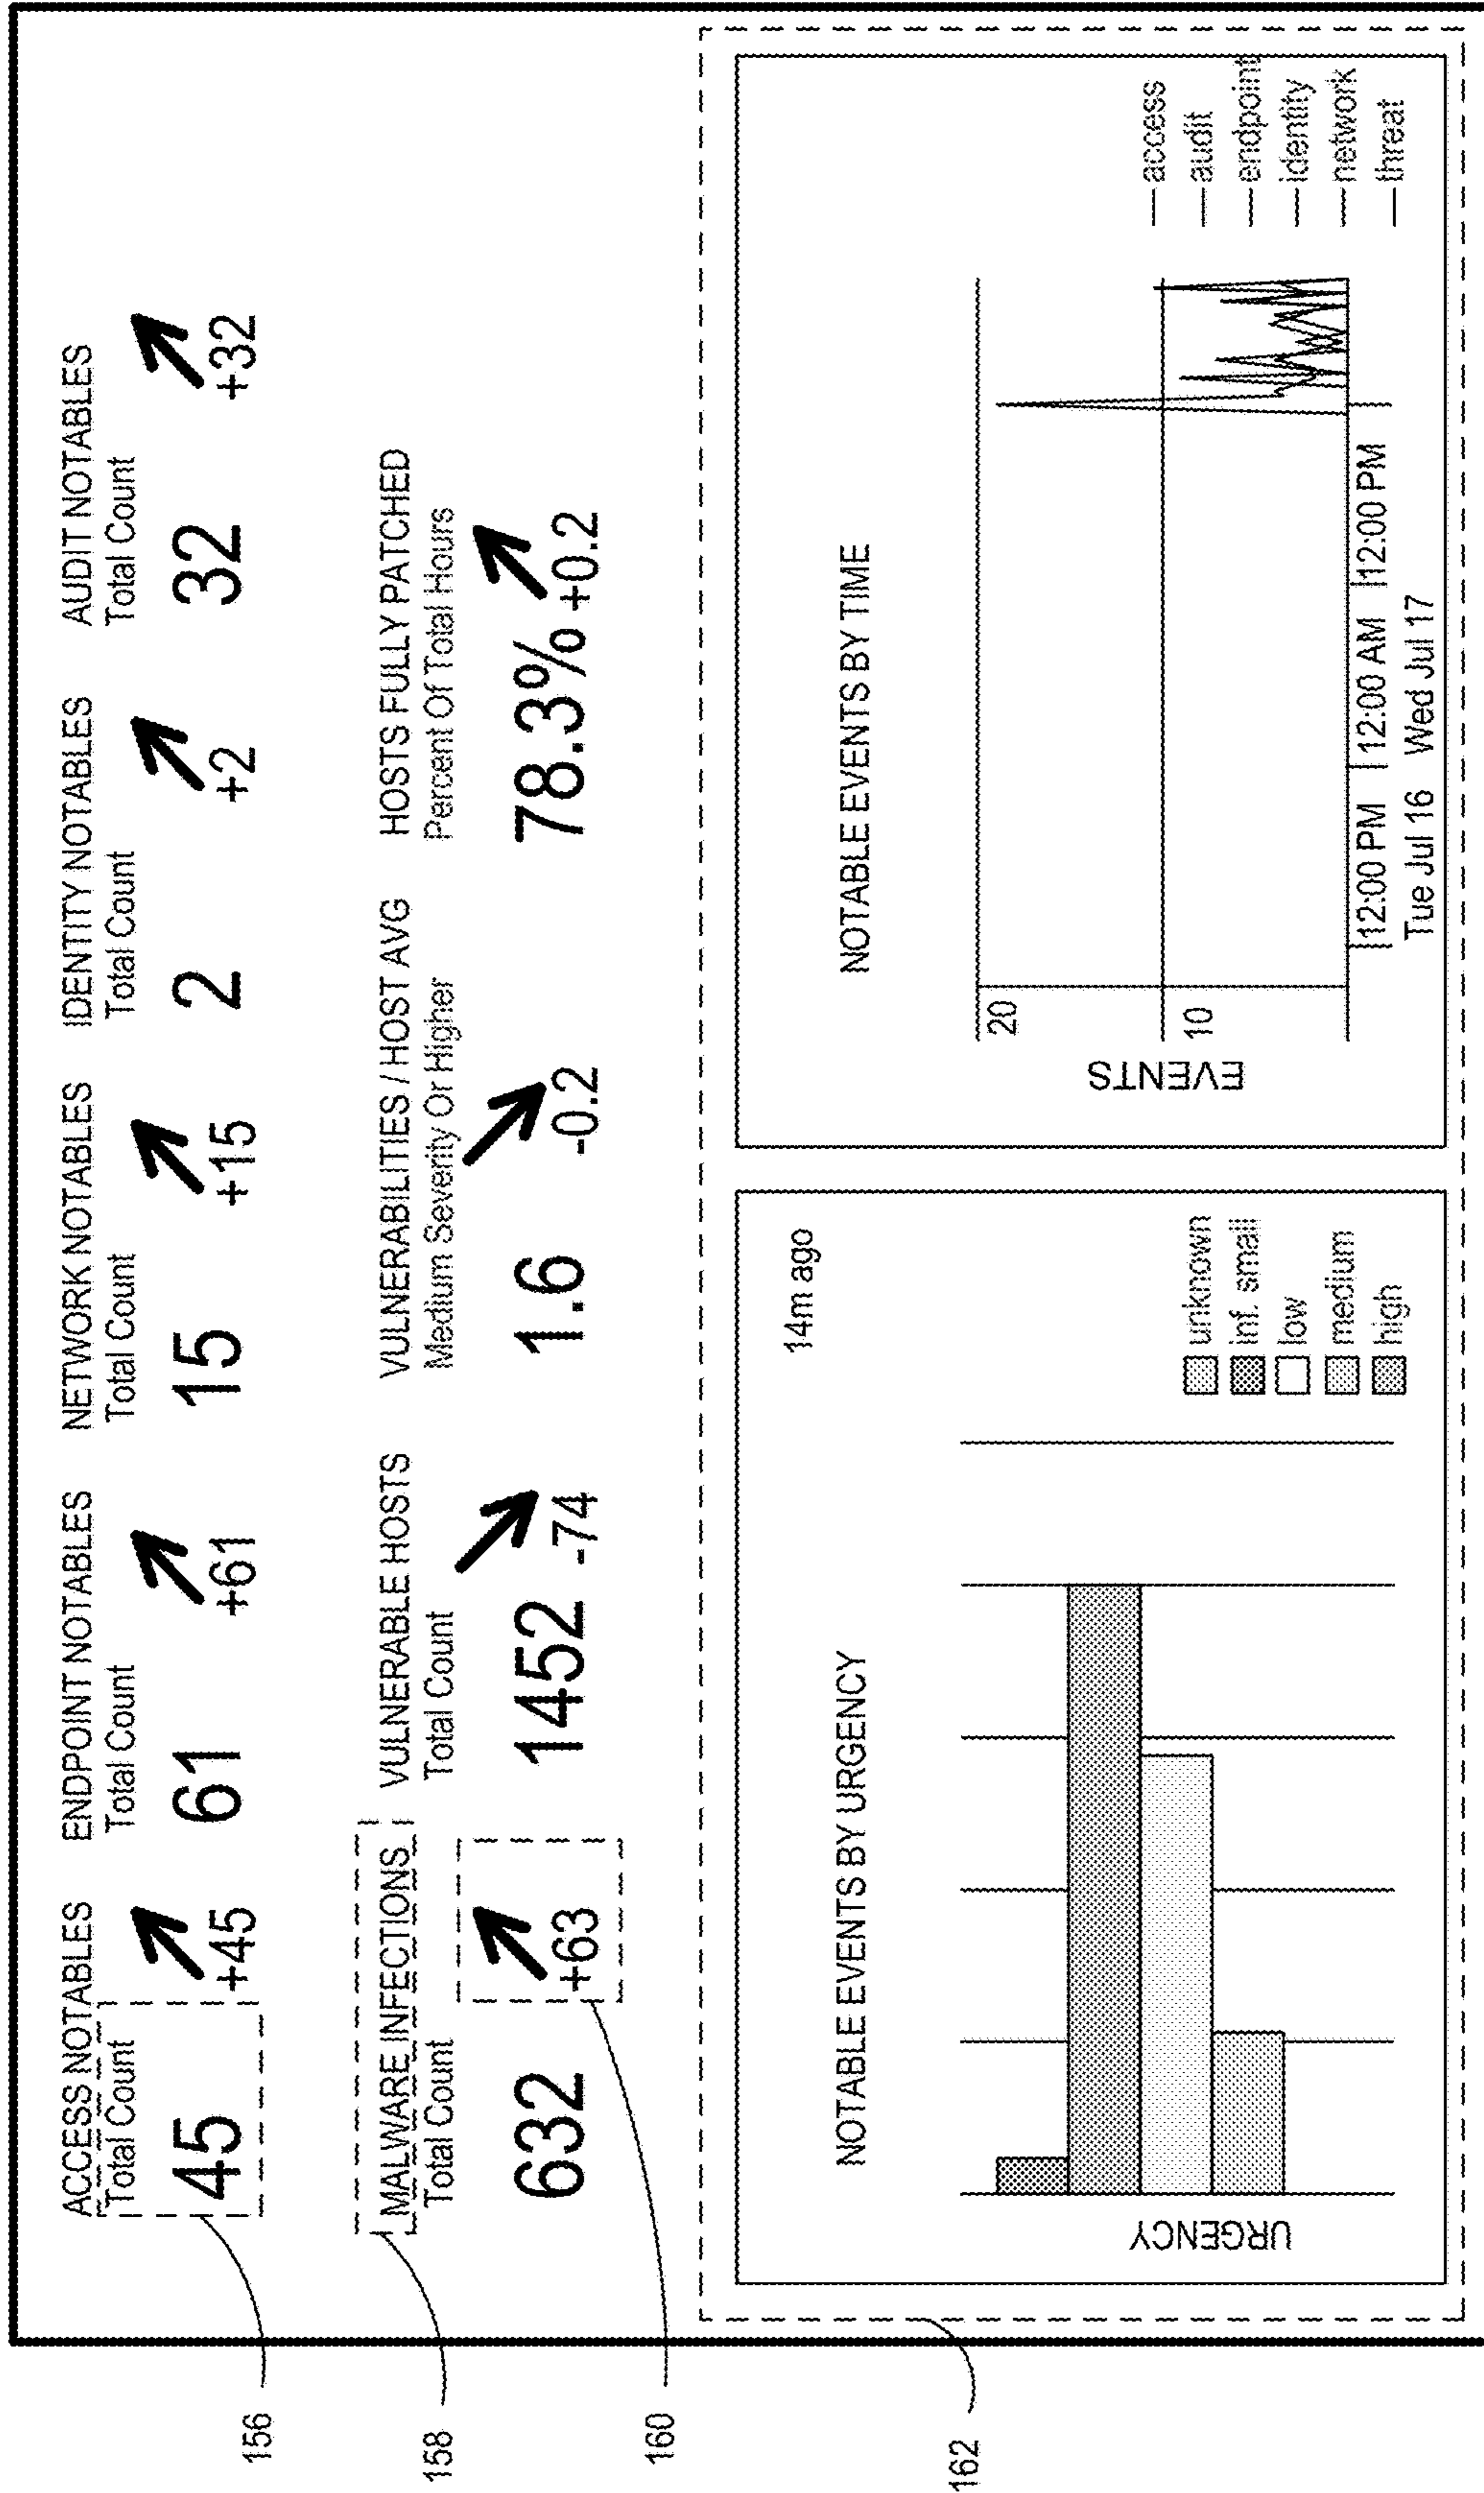 ACCESS NOTABLES
Total Count
45
+45
ENDPOINT NOTABLES
Total Count
61
+61
NETWORK NOTABLES
Total Count
15
+15
IDENTITY NOTABLES
Total Count
2
+2
AUDIT NOTABLES
Total Count
32
+32
MALWARE INFECTIONS
Total Count
632
+63
VULNERABLE HOSTS
Total Count
1452
-74
VULNERABILITIES / HOST AVG
Medium Severity Or Higher
1.6
-0.2
HOSTS FULLY PATCHED
Percent Of Total Hours
78.3%
+0.2
156
158
160
162
NOTABLE EVENTS BY URGENCY
14m ago
URGENCY
unknown
inf. small
low
medium
high
NOTABLE EVENTS BY TIME
EVENTS
20
10
12:00 PM
12:00 AM
12:00 PM
Tue Jul 16
Wed Jul 17
access
audit
endpoint
identity
network
threat